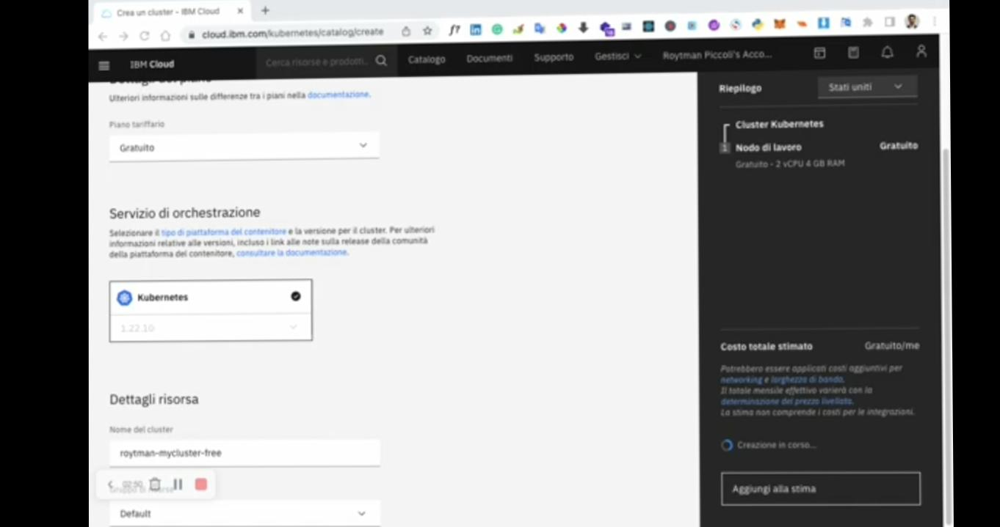 Crea un cluster - IBM Cloud
cloud.ibm.com/kubernetes/catalog/create
f?
IBM Cloud
Cerca risorse e prodotti...
Catalogo
Documenti
Supporto
Gestisci
Roytman Piccoli's Acco...
Dettagli del piano
Ulteriori informazioni sulle differenze tra i piani nella documentazione.
Piano tariffario
Gratuito
Servizio di orchestrazione
Selezionare il tipo di piattaforma del contenitore e la versione per il cluster. Per ulteriori
informazioni relative alle versioni, incluso i link alle note sulla release della comunità
della piattaforma del contenitore, consultare la documentazione.
Kubernetes
1.22.10
Dettagli risorsa
Nome del cluster
roytman-mycluster-free
02:50
Gruppo di risorse
Default
Riepilogo
Stati uniti
Cluster Kubernetes
1 Nodo di lavoro Gratuito
Gratuito - 2 vCPU 4 GB RAM
Costo totale stimato Gratuito/me
Potrebbero essere applicati costi aggiuntivi per
networking e larghezza di banda.
Il totale mensile effettivo varierà con la
determinazione del prezzo livellata.
La stima non comprende i costi per le integrazioni.
Creazione in corso...
Aggiungi alla stima